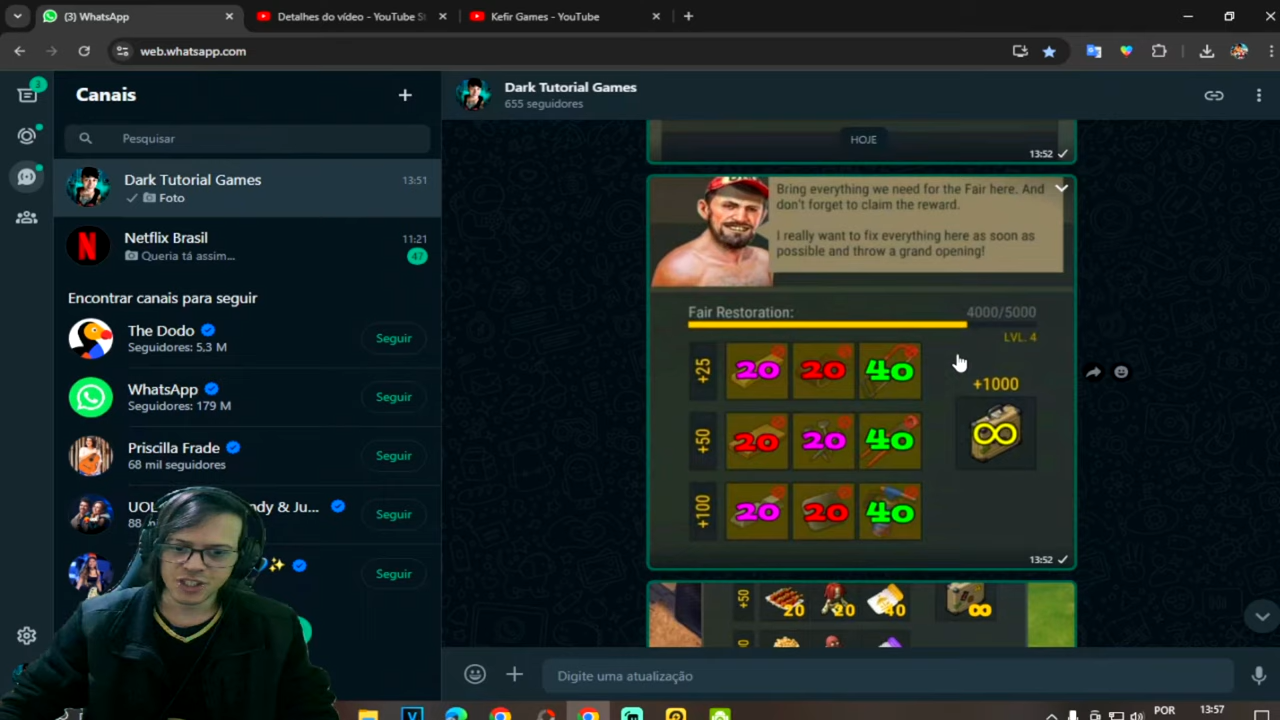 (3) WhatsApp
Detalhes do vídeo - YouTube S
Kefir Games - YouTube
web.whatsapp.com
3
Canais
Dark Tutorial Games
655 seguidores
Pesquisar
HOJE
13:52
Dark Tutorial Games
13:51
Foto
Bring everything we need for the Fair here. And
don't forget to claim the reward.
I really want to fix everything here as soon as
possible and throw a grand opening!
Netflix Brasil
11:21
Queria tá assim...
47
Encontrar canais para seguir
Fair Restoration:
4000/5000
LVL. 4
The Dodo
Seguidores: 5,3 M
Seguir
+25
20
20
40
+1000
WhatsApp
Seguidores: 179 M
Seguir
+50
20
20
40
∞
Priscilla Frade
68 mil seguidores
Seguir
UOL
ndy & Ju...
88
Seguir
+100
20
20
40
13:52
Seguir
+50
20
20
40
∞
Digite uma atualização
POR
13:57